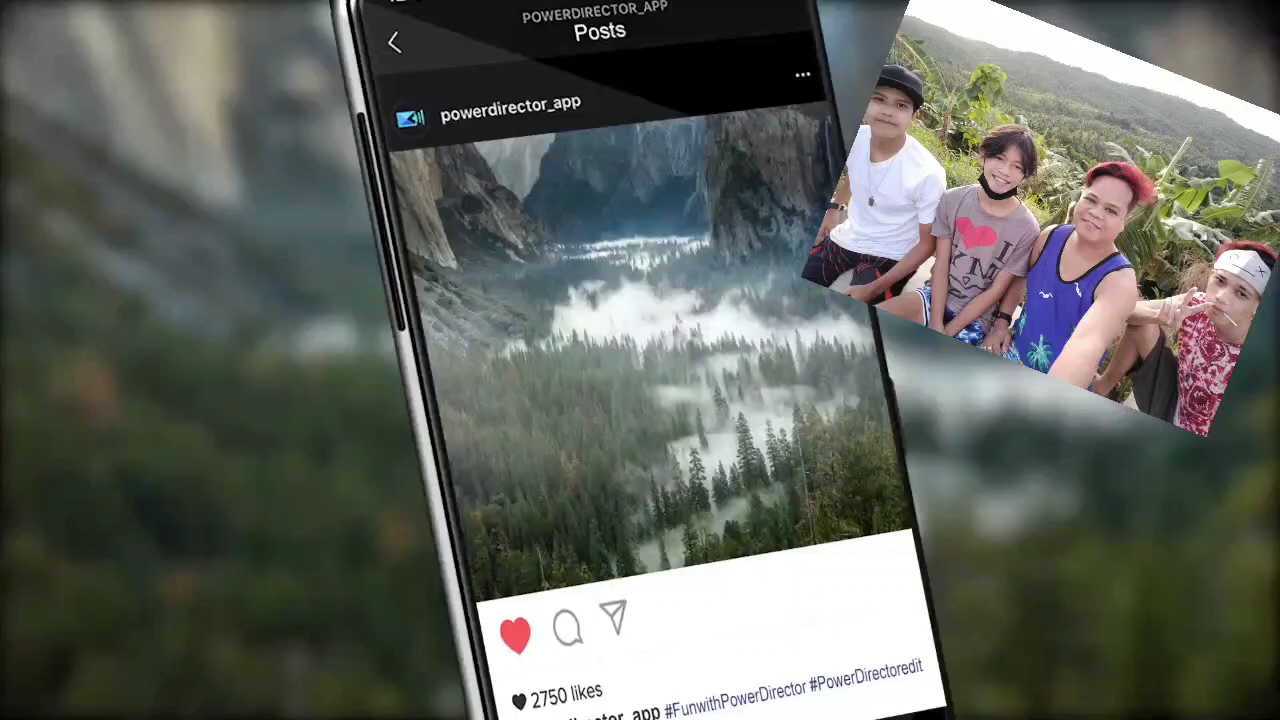 POWERDIRECTOR_APP
Posts
powerdirector_app
I
2750 likes
#FunwithPowerDirector #PowerDirectoredit